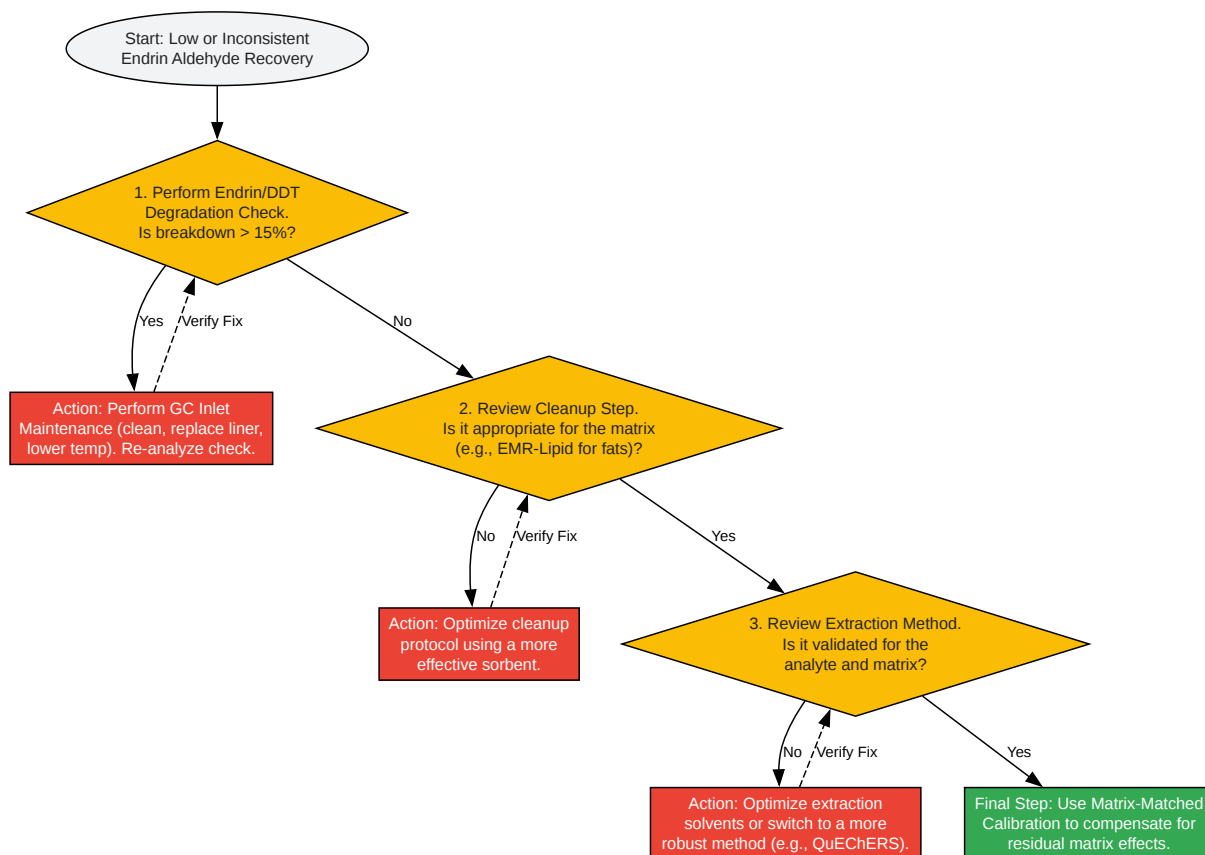 Start: Low or Inconsistent
Endrin Aldehyde Recovery
1. Perform Endrin/DDT
Degradation Check.
Is breakdown > 15%?
Yes
Verify Fix
No
Action: Perform GC Inlet
Maintenance (clean, replace liner,
lower temp). Re-analyze check.
2. Review Cleanup Step.
Is it appropriate for the matrix
(e.g., EMR-Lipid for fats)?
No
Verify Fix
Yes
Action: Optimize cleanup
protocol using a more
effective sorbent.
3. Review Extraction Method.
Is it validated for the
analyte and matrix?
No
Verify Fix
Yes
Action: Optimize extraction
solvents or switch to a more
robust method (e.g., QuEChERS).
Final Step: Use Matrix-Matched
Calibration to compensate for
residual matrix effects.